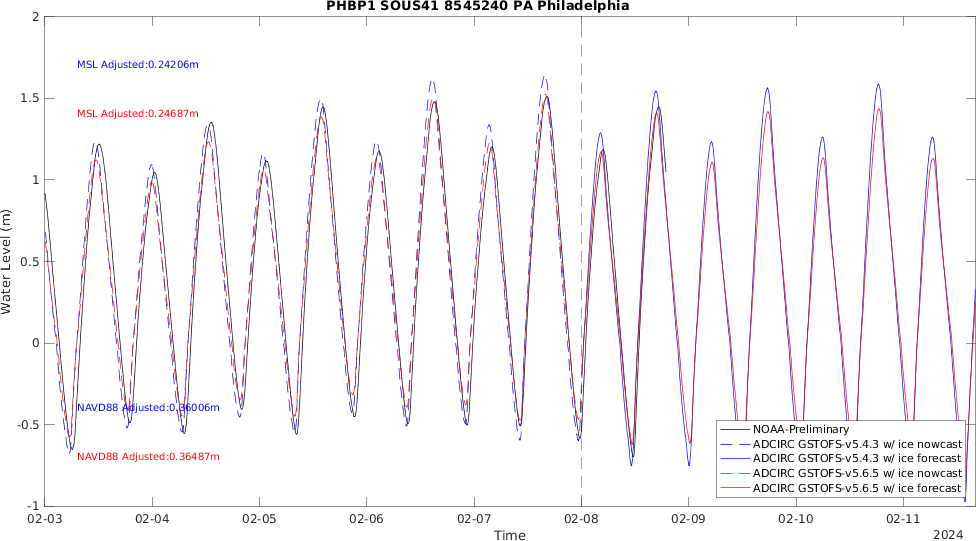 PHBP1 SOUS41 8545240 PA Philadelphia
2
1.5
1
0.5
0
-0.5
-1
Water Level (m)
MSL Adjusted:0.24206m
MSL Adjusted:0.24687m
NAVD88 Adjusted:0.36006m
NAVD88 Adjusted:0.36487m
NOAA-Preliminary
ADCIRC GSTOFS-v5.4.3 w/ ice nowcast
ADCIRC GSTOFS-v5.4.3 w/ ice forecast
ADCIRC GSTOFS-v5.6.5 w/ ice nowcast
ADCIRC GSTOFS-v5.6.5 w/ ice forecast
02-03 02-04 02-05 02-06 02-07 02-08 02-09 02-10 02-11
Time
2024